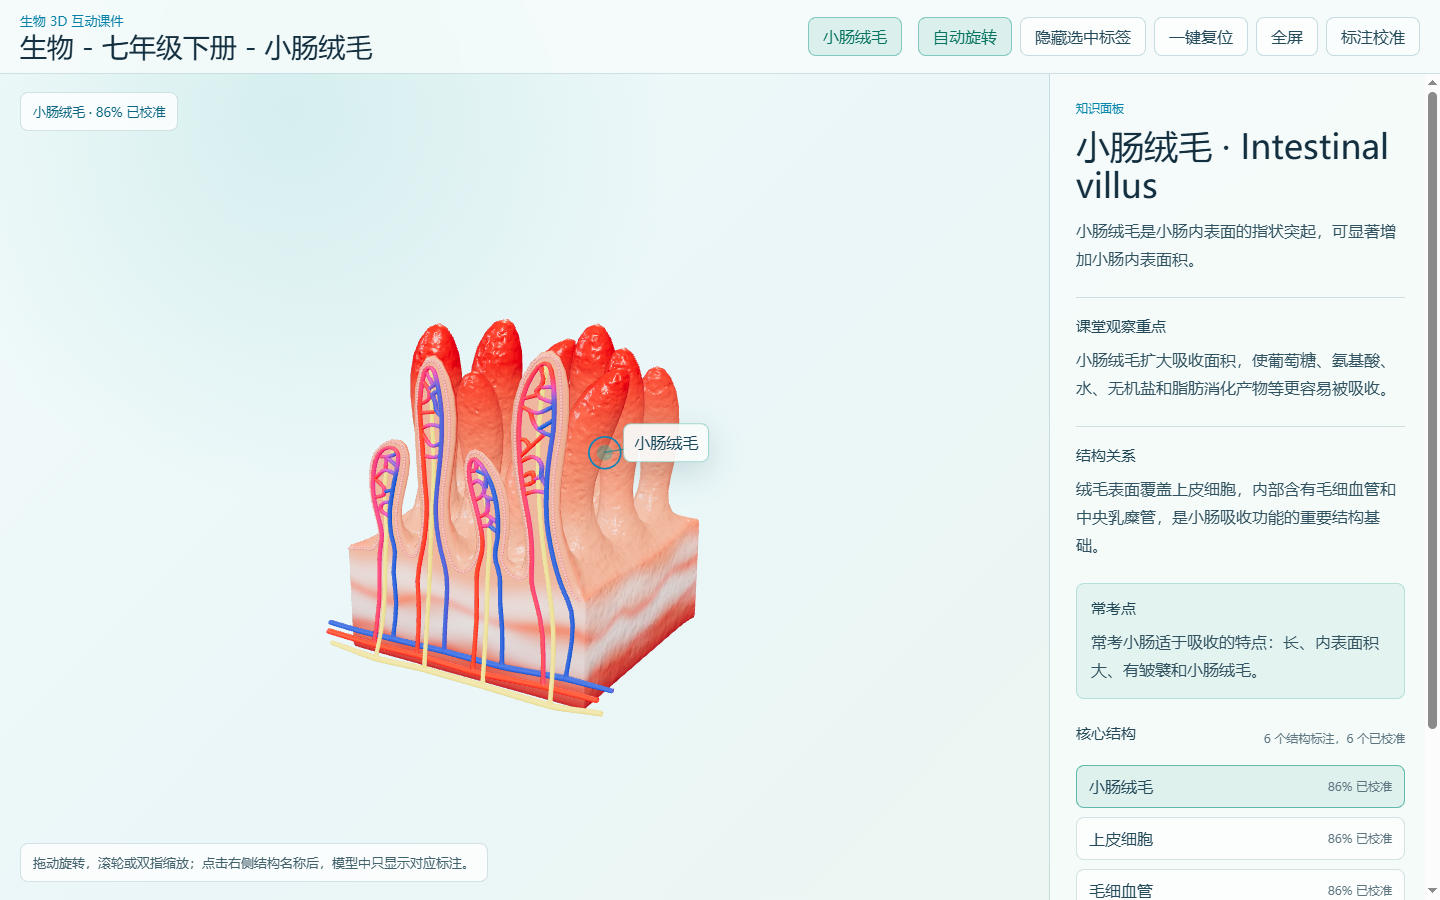 生物 3D 互动课件
生物 - 七年级下册 - 小肠绒毛
小肠绒毛
自动旋转
隐藏选中标签
一键复位
全屏
标注校准
小肠绒毛 · 86% 已校准
小肠绒毛
拖动旋转，滚轮或双指缩放；点击右侧结构名称后，模型中只显示对应标注。
知识面板
小肠绒毛 · Intestinal
villus
小肠绒毛是小肠内表面的指状突起，可显著增
加小肠内表面积。
课堂观察重点
小肠绒毛扩大吸收面积，使葡萄糖、氨基酸、
水、无机盐和脂肪消化产物等更容易被吸收。
结构关系
绒毛表面覆盖上皮细胞，内部含有毛细血管和
中央乳糜管，是小肠吸收功能的重要结构基
础。
常考点
常考小肠适于吸收的特点：长、内表面积
大、有皱襞和小肠绒毛。
核心结构
6 个结构标注，6 个已校准
小肠绒毛
86% 已校准
上皮细胞
86% 已校准
毛细血管
86% 已校准